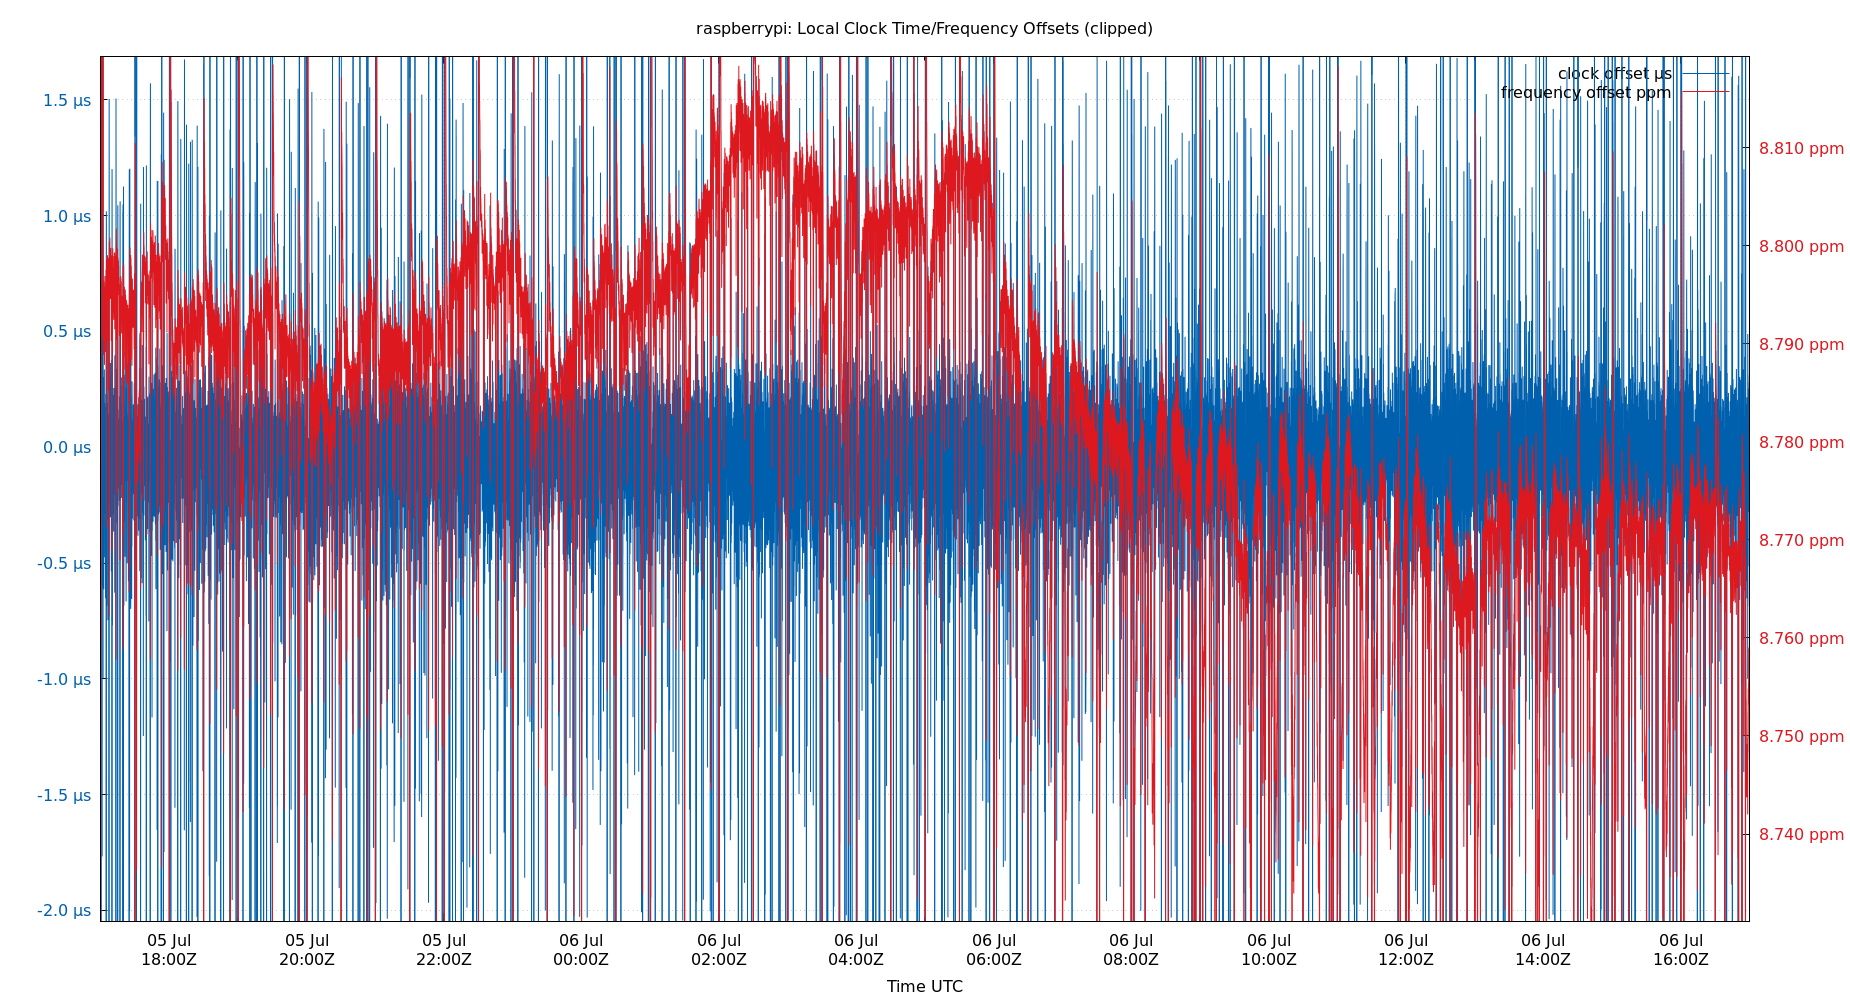 raspberrypi: Local Clock Time/Frequency Offsets (clipped)
clock offset µs
frequency offset ppm
1.5 µs
1.0 µs
0.5 µs
0.0 µs
-0.5 µs
-1.0 µs
-1.5 µs
-2.0 µs
8.810 ppm
8.800 ppm
8.790 ppm
8.780 ppm
8.770 ppm
8.760 ppm
8.750 ppm
8.740 ppm
05 Jul
18:00Z
05 Jul
20:00Z
05 Jul
22:00Z
06 Jul
00:00Z
06 Jul
02:00Z
06 Jul
04:00Z
06 Jul
06:00Z
06 Jul
08:00Z
06 Jul
10:00Z
06 Jul
12:00Z
06 Jul
14:00Z
06 Jul
16:00Z
Time UTC